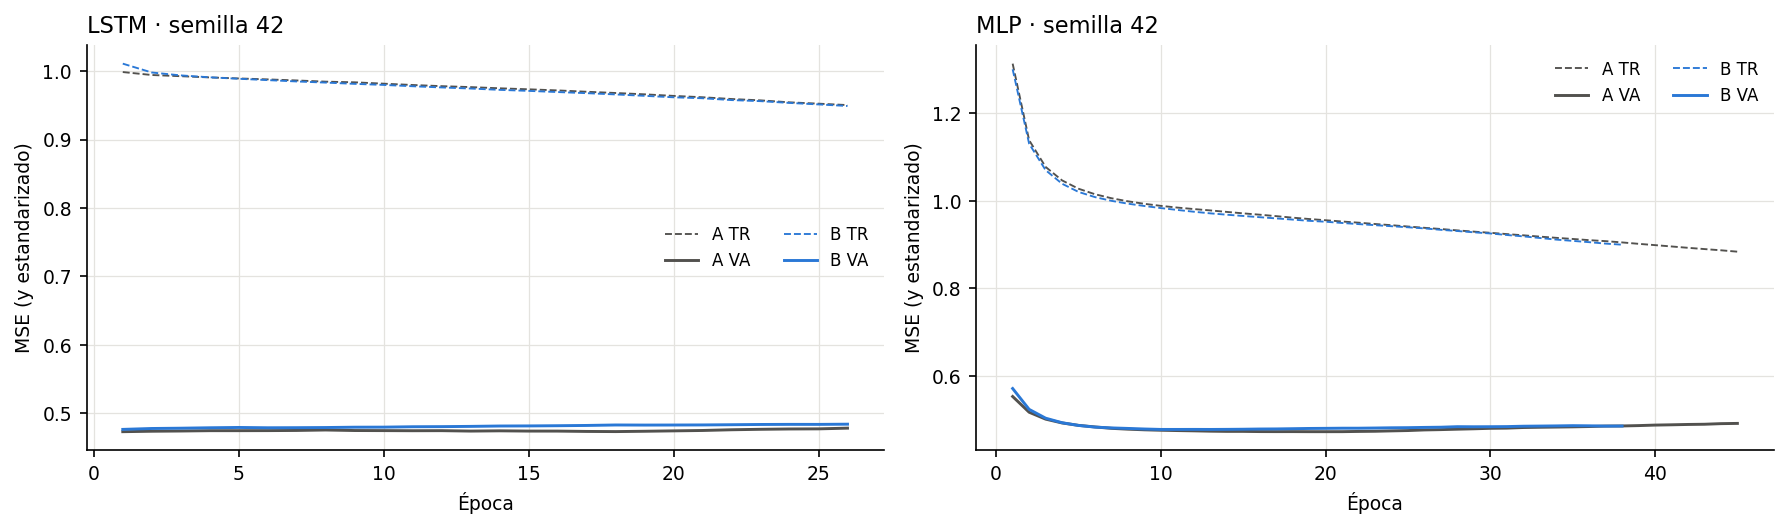 LSTM · semilla 42
MSE (y estandarizado)
1.0
0.9
0.8
0.7
0.6
0.5
A TR
B TR
A VA
B VA
0
5
10
15
20
25
Época
MLP · semilla 42
MSE (y estandarizado)
1.2
1.0
0.8
0.6
A TR
B TR
A VA
B VA
0
10
20
30
40
Época